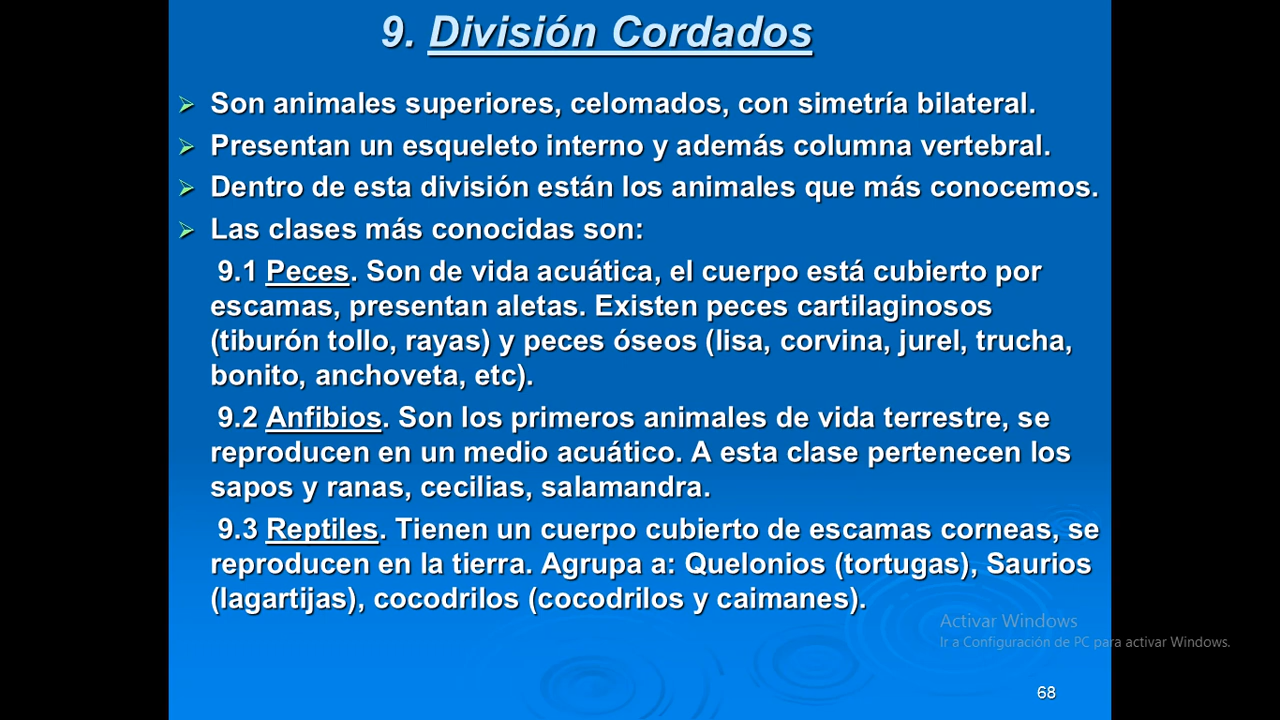 9. División Cordados
Son animales superiores, celomados, con simetría bilateral.
Presentan un esqueleto interno y además columna vertebral.
Dentro de esta división están los animales que más conocemos.
Las clases más conocidas son:
9.1 Peces. Son de vida acuática, el cuerpo está cubierto por
escamas, presentan aletas. Existen peces cartilaginosos
(tiburón tollo, rayas) y peces óseos (lisa, corvina, jurel, trucha,
bonito, anchoveta, etc).
9.2 Anfibios. Son los primeros animales de vida terrestre, se
reproducen en un medio acuático. A esta clase pertenecen los
sapos y ranas, cecilias, salamandra.
9.3 Reptiles. Tienen un cuerpo cubierto de escamas corneas, se
reproducen en la tierra. Agrupa a: Quelonios (tortugas), Saurios
(lagartijas), cocodrilos (cocodrilos y caimanes).
Activar Windows
Ir a Configuración de PC para activar Windows.
68